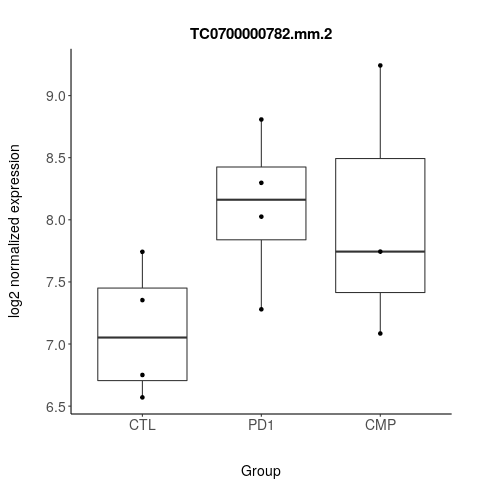 TC0700000782.mm.2
log2 normalized expression
9.0
8.5
8.0
7.5
7.0
6.5
CTL PD1 CMP
Group